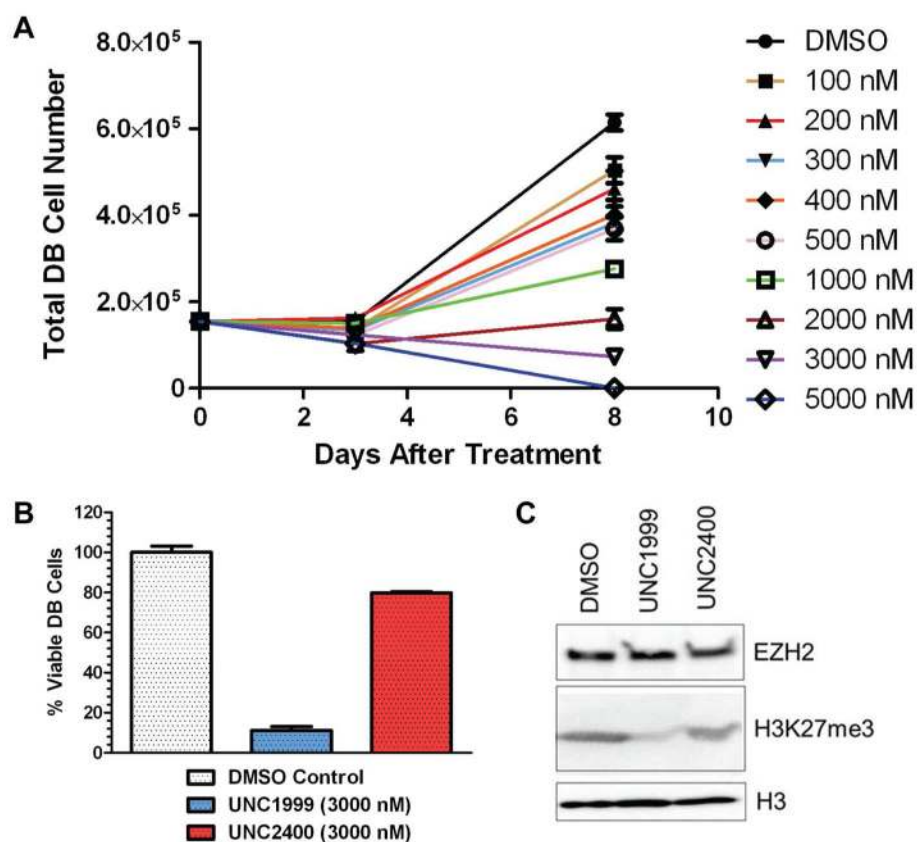 A
8.0×10⁵
6.0×10⁵
4.0×10⁵
2.0×10⁵
0
Total DB Cell Number
0 2 4 6 8 10
Days After Treatment
DMSO
100 nM
200 nM
300 nM
400 nM
500 nM
1000 nM
2000 nM
3000 nM
5000 nM
B
120
100
80
60
40
20
0
% Viable DB Cells
DMSO Control
UNC1999 (3000 nM)
UNC2400 (3000 nM)
C
DMSO
UNC1999
UNC2400
EZH2
H3K27me3
H3